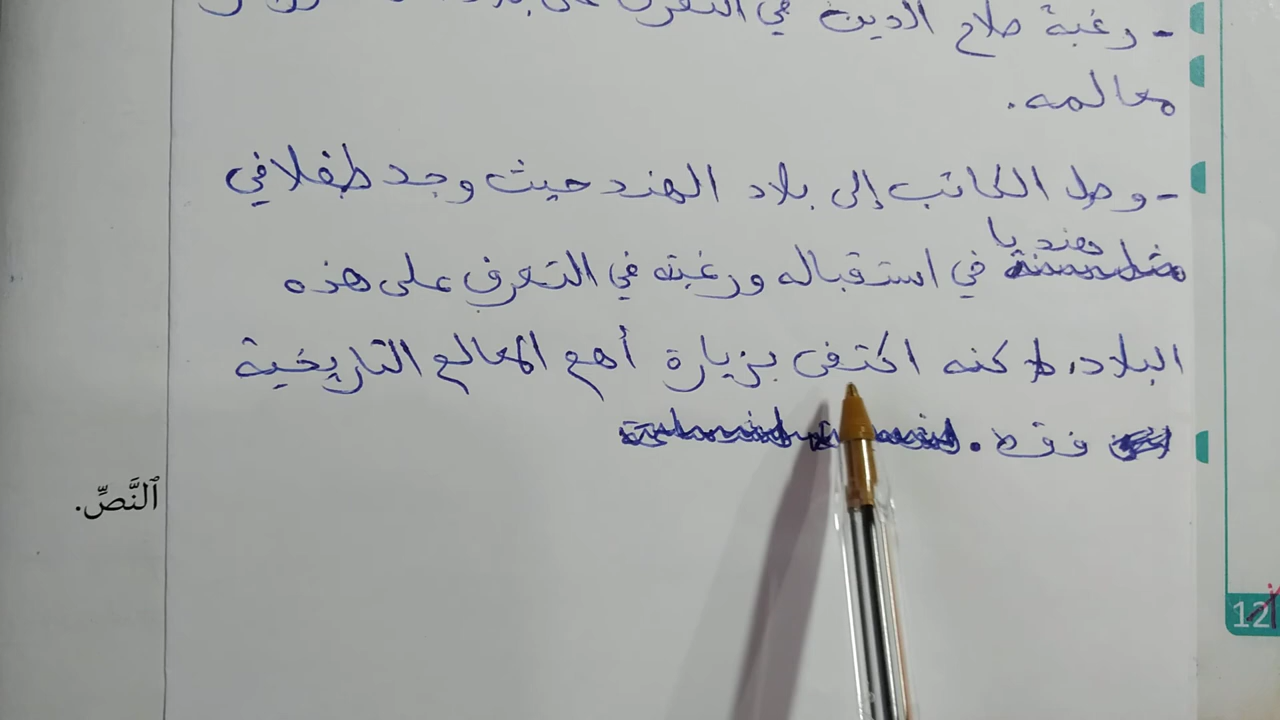 - رغبة صلاح الدين في التعرف على
معالمه.
- وصل الكاتب إلى بلاد الهند حيث وجد طفلا في
هنديا
في استقباله ورغبته في التعرف على هذه
البلاد، لكنه اكتفى بزيارة أهم المعالم التاريخية
فقط.
ٱلنَّصِّ.
12